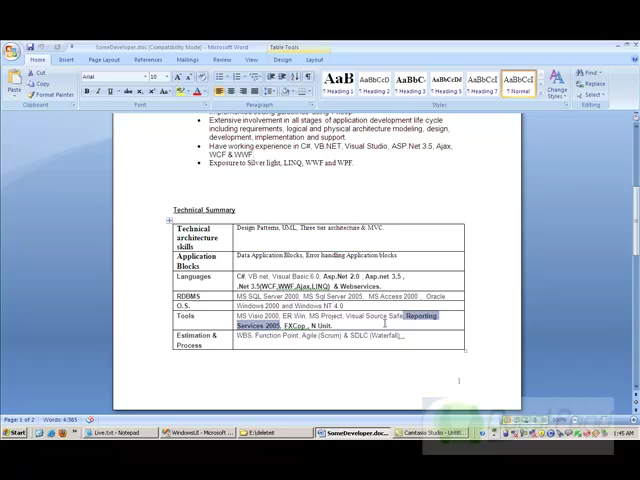 SomeDeveloper.doc [Compatibility Mode] - Microsoft Word
Table Tools
Home Insert Page Layout References Mailings Review View Design Layout
Paste
Cut
Copy
Format Painter
Clipboard
Arial
10
Font
Paragraph
AaB
Heading 1
AaBbCcD
Heading 2
AaBbC
Heading 3
AaBbCcDd
Heading 5
AaBbC
Heading 7
AaBbCcI
Normal
Styles
Change Styles
Find
Replace
Select
Editing
Extensive involvement in all stages of application development life cycle
including requirements, logical and physical architecture modeling, design,
development, implementation and support.
Have working experience in C#, VB.NET, Visual Studio, ASP.Net 3.5, Ajax,
WCF & WWF
Exposure to Silver light, LINQ, WWF and WPF.
Technical Summary
Technical architecture skills
Design Patterns, UML, Three tier architecture & MVC.
Application Blocks
Data Application Blocks, Error handling Application blocks
Languages
C#, VB net, Visual Basic 6.0, Asp.Net 2.0 , Asp.net 3.5 ,
.Net 3.5(WCF,WWF,Ajax,LINQ) & Webservices.
RDBMS
MS SQL Server 2000, MS Sql Server 2005, MS Access 2000 , Oracle
O.S.
Windows 2000 and Windows NT 4.0
Tools
MS Visio 2000, ER Win, MS Project, Visual Source Safe, Reporting
Services 2005, FXCop , N Unit.
Estimation & Process
WBS, Function Point, Agile (Scrum) & SDLC (Waterfall)
1
Page: 1 of 2
Words: 4/365
100%
Start
Live.txt - Notepad
WindowsUI - Microsoft ...
E:\deleteit
SomeDeveloper.doc...
Camtasia Studio - Untitl...
1:45 AM